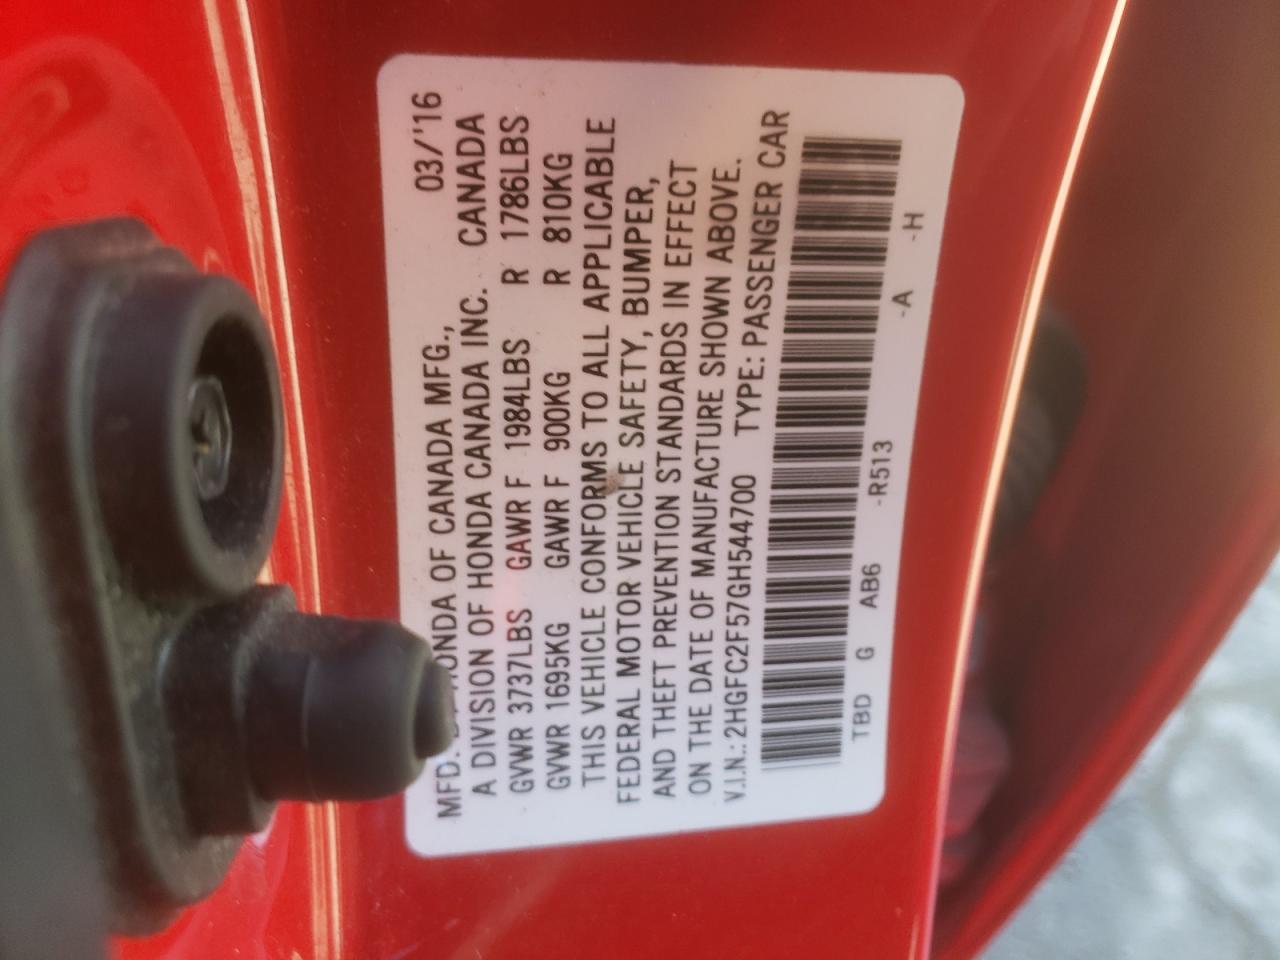 MFD. BY HONDA OF CANADA MFG., 03/'16
A DIVISION OF HONDA CANADA INC. CANADA
GVWR 3737LBS GAWR F 1984LBS R 1786LBS
GVWR 1695KG GAWR F 900KG R 810KG
THIS VEHICLE CONFORMS TO ALL APPLICABLE
FEDERAL MOTOR VEHICLE SAFETY, BUMPER,
AND THEFT PREVENTION STANDARDS IN EFFECT
ON THE DATE OF MANUFACTURE SHOWN ABOVE.
V.I.N.: 2HGFC2F57GH544700 TYPE: PASSENGER CAR
TBD G AB6 -R513 -A -H